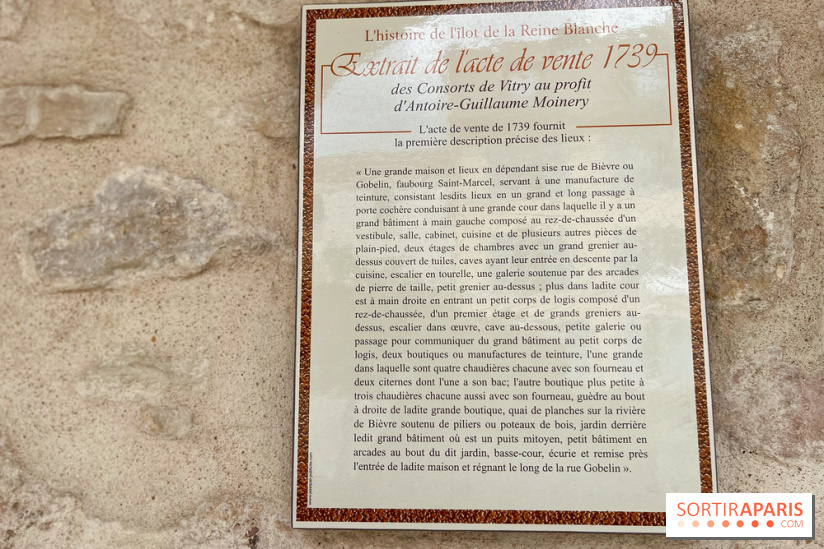 L'histoire de l'îlot de la Reine Blanche
Extrait de l'acte de vente 1739
des Consorts de Vitry au profit
d'Antoire-Guillaume Moinery
L'acte de vente de 1739 fournit
la première description précise des lieux :
« Une grande maison et lieux en dépendant sise rue de Bièvre ou
Gobelin, faubourg Saint-Marcel, servant à une manufacture de
teinture, consistant lesdits lieux en un grand et long passage à
porte cochère conduisant à une grande cour dans laquelle il y a un
grand bâtiment à main gauche composé au rez-de-chaussée d'un
vestibule, salle, cabinet, cuisine et de plusieurs autres pièces de
plain-pied, deux étages de chambres avec un grand grenier au-
dessus couvert de tuiles, caves ayant leur entrée en descente par la
cuisine, escalier en tourelle, une galerie soutenue par des arcades
de pierre de taille, petit grenier au-dessus ; plus dans ladite cour
est à main droite en entrant un petit corps de logis composé d'un
rez-de-chaussée, d'un premier étage et de grands greniers au-
dessus, escalier dans œuvre, cave au-dessous, petite galerie ou
passage pour communiquer du grand bâtiment au petit corps de
logis, deux boutiques ou manufactures de teinture, l'une grande
dans laquelle sont quatre chaudières chacune avec son fourneau et
deux citernes dont l'une a son bac; l'autre boutique plus petite à
trois chaudières chacune aussi avec son fourneau, guèdre au bout
à droite de ladite grande boutique, quai de planches sur la rivière
de Bièvre soutenu de piliers ou poteaux de bois, jardin derrière
ledit grand bâtiment où est un puits mitoyen, petit bâtiment en
arcades au bout du dit jardin, basse-cour, écurie et remise près
l'entrée de ladite maison et régnant le long de la rue Gobelin ».
SORTIRAPARIS
.COM